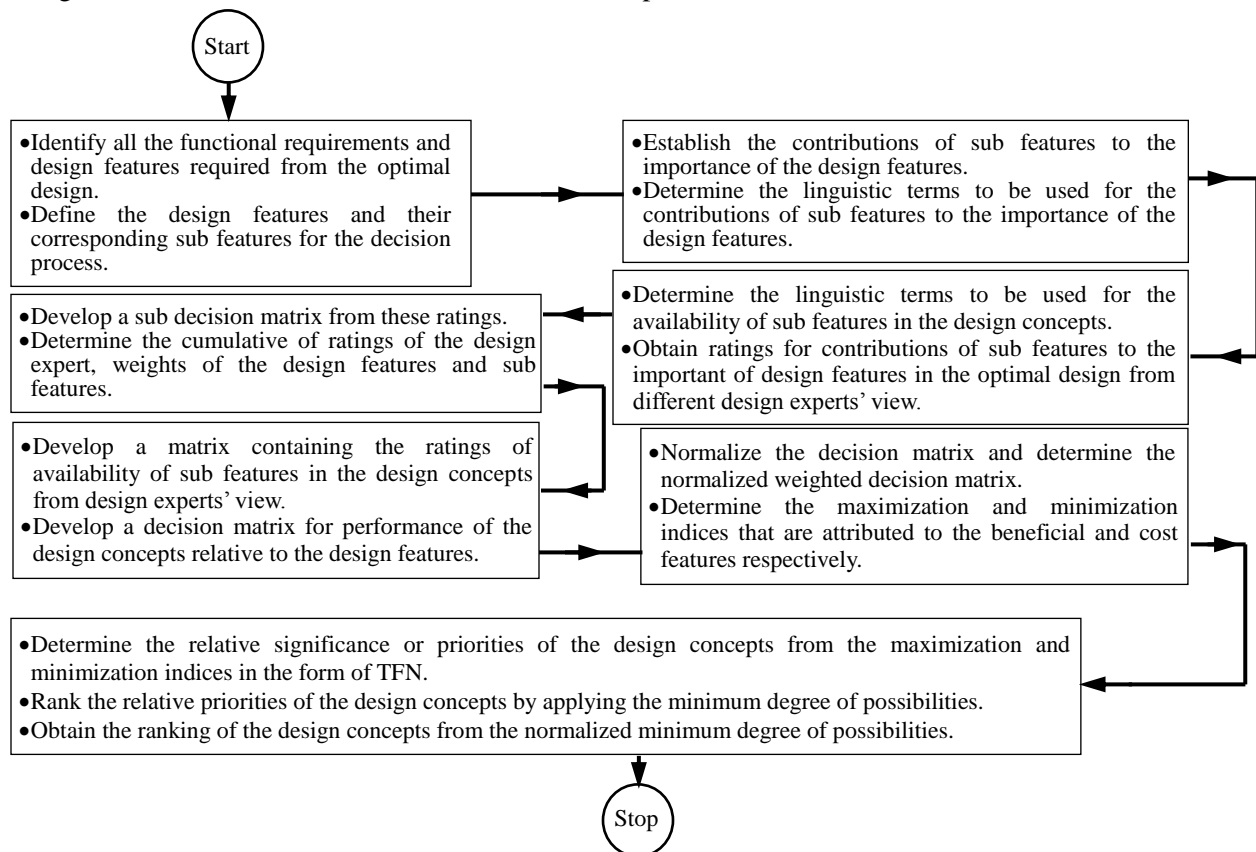 Start
•Identify all the functional requirements and
design features required from the optimal
design.
•Define the design features and their
corresponding sub features for the decision
process.
•Establish the contributions of sub features to the
importance of the design features.
•Determine the linguistic terms to be used for the
contributions of sub features to the importance of the
design features.
•Determine the linguistic terms to be used for the
availability of sub features in the design concepts.
•Obtain ratings for contributions of sub features to the
important of design features in the optimal design from
different design experts’ view.
•Develop a sub decision matrix from these ratings.
•Determine the cumulative of ratings of the design
expert, weights of the design features and sub
features.
•Develop a matrix containing the ratings of
availability of sub features in the design concepts
from design experts’ view.
•Develop a decision matrix for performance of the
design concepts relative to the design features.
•Normalize the decision matrix and determine the
normalized weighted decision matrix.
•Determine the maximization and minimization
indices that are attributed to the beneficial and cost
features respectively.
•Determine the relative significance or priorities of the design concepts from the maximization and
minimization indices in the form of TFN.
•Rank the relative priorities of the design concepts by applying the minimum degree of possibilities.
•Obtain the ranking of the design concepts from the normalized minimum degree of possibilities.
Stop